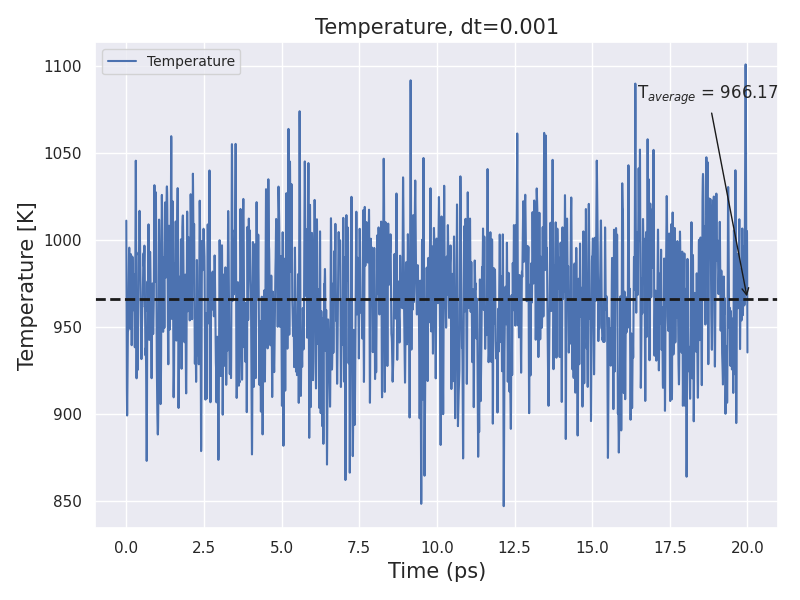 Temperature, dt=0.001
Temperature
T_average = 966.17
Temperature [K]
1100
1050
1000
950
900
850
0.0 2.5 5.0 7.5 10.0 12.5 15.0 17.5 20.0
Time (ps)